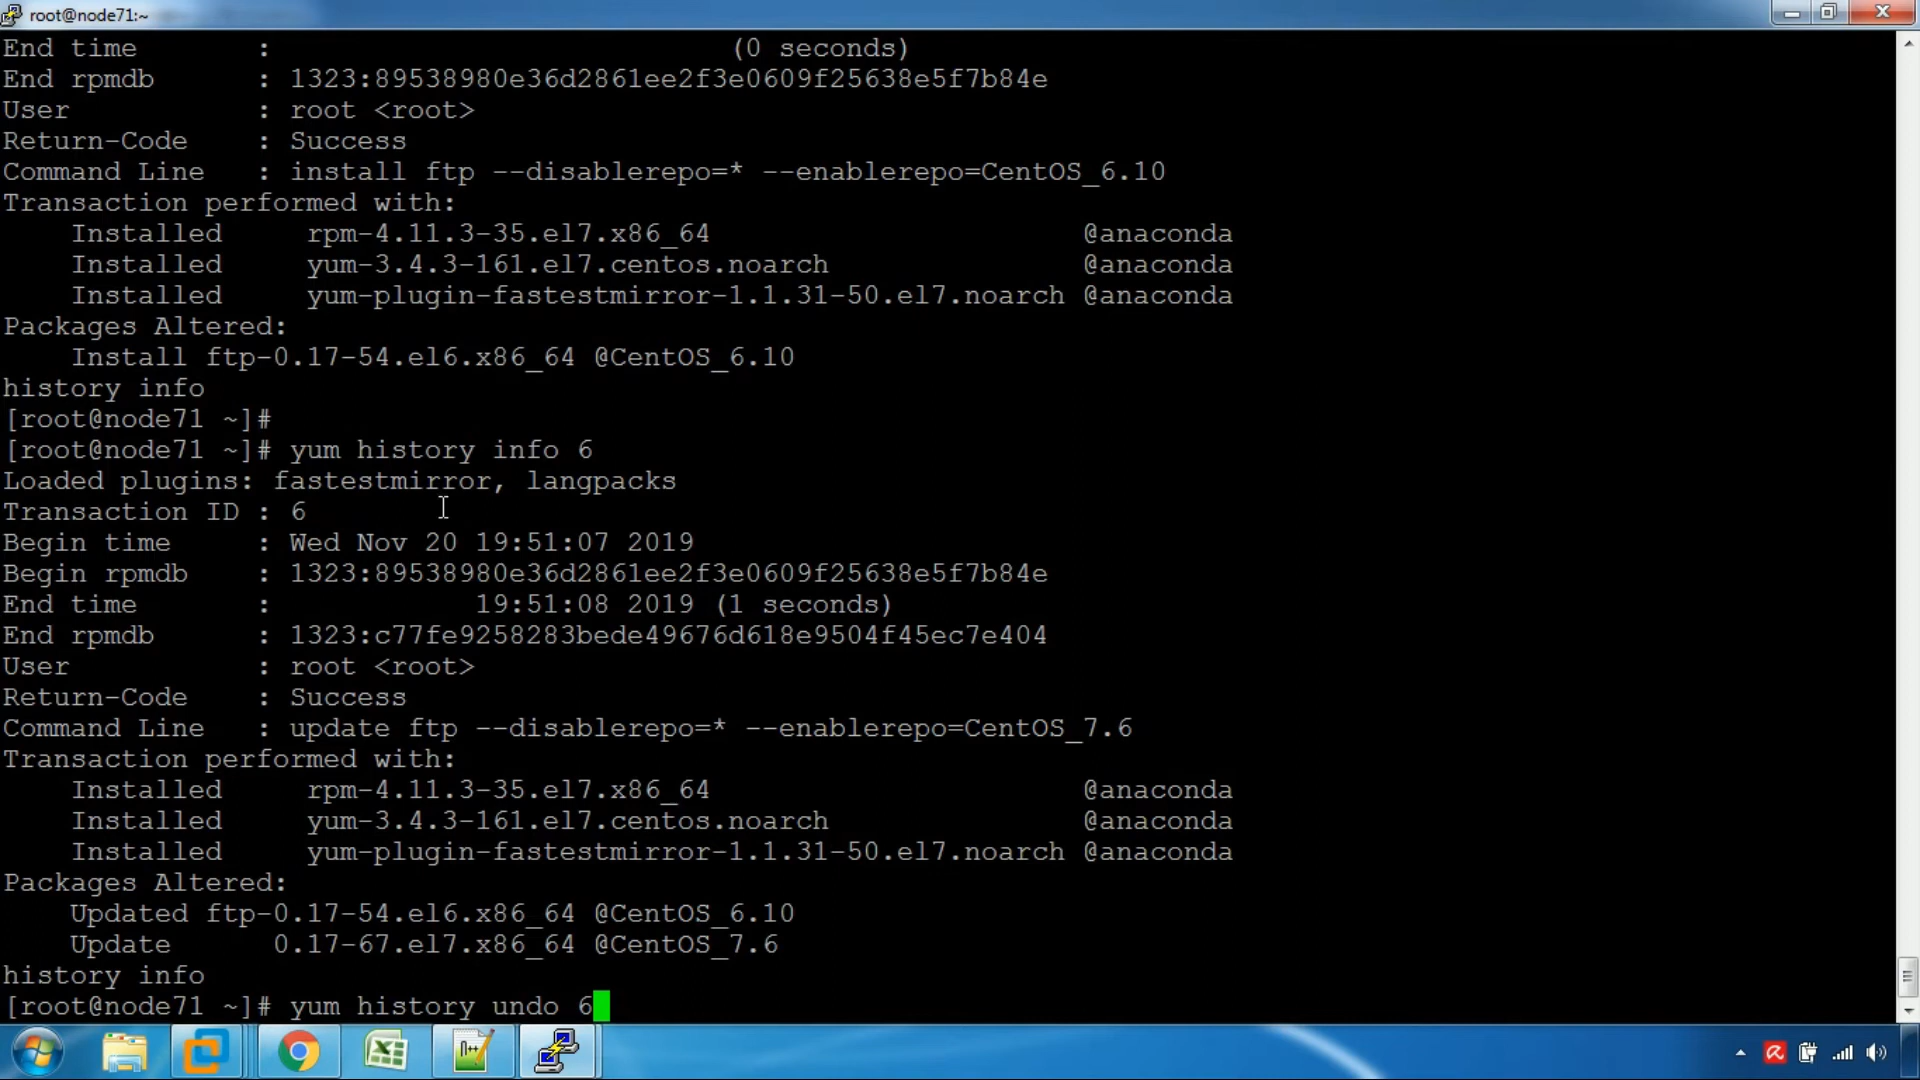 root@node71:~
End time        :                            (0 seconds)
End rpmdb       : 1323:89538980e36d2861ee2f3e0609f25638e5f7b84e
User            : root <root>
Return-Code     : Success
Command Line    : install ftp --disablerepo=* --enablerepo=CentOS_6.10
Transaction performed with:
    Installed     rpm-4.11.3-35.el7.x86_64                      @anaconda
    Installed     yum-3.4.3-161.el7.centos.noarch               @anaconda
    Installed     yum-plugin-fastestmirror-1.1.31-50.el7.noarch @anaconda
Packages Altered:
    Install ftp-0.17-54.el6.x86_64 @CentOS_6.10
history info
[root@node71 ~]#
[root@node71 ~]# yum history info 6
Loaded plugins: fastestmirror, langpacks
Transaction ID : 6
Begin time     : Wed Nov 20 19:51:07 2019
Begin rpmdb    : 1323:89538980e36d2861ee2f3e0609f25638e5f7b84e
End time       :            19:51:08 2019 (1 seconds)
End rpmdb      : 1323:c77fe9258283bede49676d618e9504f45ec7e404
User           : root <root>
Return-Code    : Success
Command Line   : update ftp --disablerepo=* --enablerepo=CentOS_7.6
Transaction performed with:
    Installed     rpm-4.11.3-35.el7.x86_64                      @anaconda
    Installed     yum-3.4.3-161.el7.centos.noarch               @anaconda
    Installed     yum-plugin-fastestmirror-1.1.31-50.el7.noarch @anaconda
Packages Altered:
    Updated ftp-0.17-54.el6.x86_64 @CentOS_6.10
    Update      0.17-67.el7.x86_64 @CentOS_7.6
history info
[root@node71 ~]# yum history undo 6